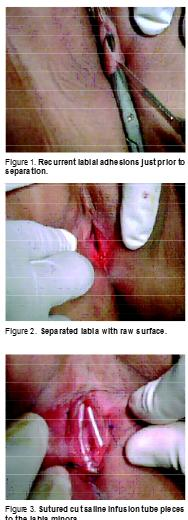 Figure 1. Recurrent labial adhesions just prior to
separation.
Figure 2. Separated labia with raw surface.
Figure 3. Sutured cut saline infusion tube pieces
to the labia minora.